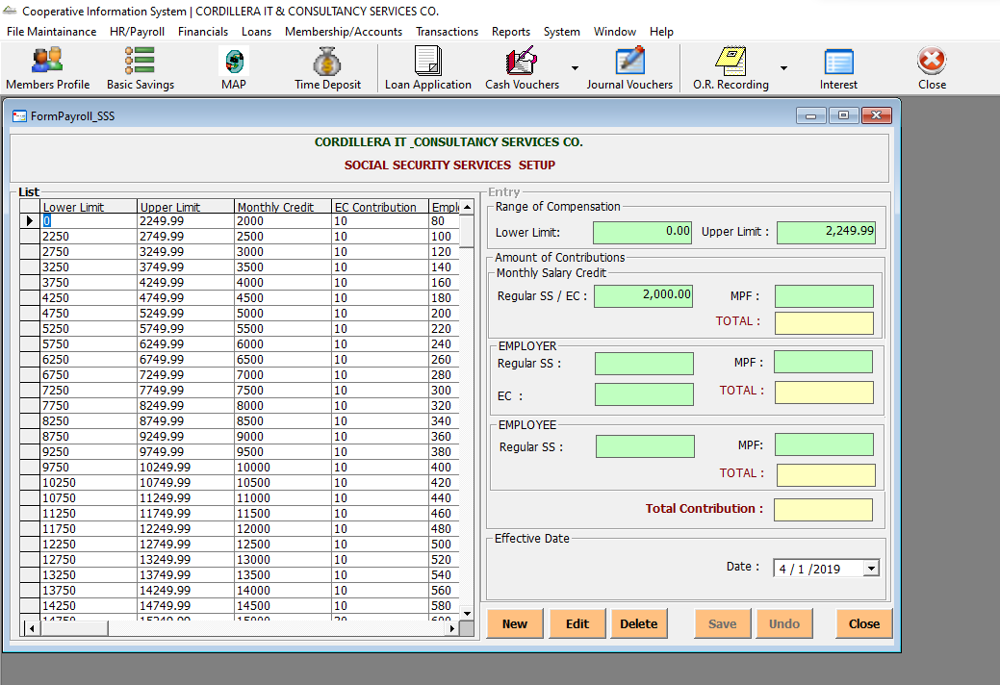 Cooperative Information System | CORDILLERA IT & CONSULTANCY SERVICES CO.
File Maintainance HR/Payroll Financials Loans Membership/Accounts Transactions Reports System Window Help
Members Profile Basic Savings MAP Time Deposit Loan Application Cash Vouchers Journal Vouchers O.R. Recording Interest Close
FormPayroll_SSS
CORDILLERA IT _CONSULTANCY SERVICES CO.
SOCIAL SECURITY SERVICES SETUP
List
Lower Limit Upper Limit Monthly Credit EC Contribution Emplo
0 2249.99 2000 10 80
2250 2749.99 2500 10 100
2750 3249.99 3000 10 120
3250 3749.99 3500 10 140
3750 4249.99 4000 10 160
4250 4749.99 4500 10 180
4750 5249.99 5000 10 200
5250 5749.99 5500 10 220
5750 6249.99 6000 10 240
6250 6749.99 6500 10 260
6750 7249.99 7000 10 280
7250 7749.99 7500 10 300
7750 8249.99 8000 10 320
8250 8749.99 8500 10 340
8750 9249.99 9000 10 360
9250 9749.99 9500 10 380
9750 10249.99 10000 10 400
10250 10749.99 10500 10 420
10750 11249.99 11000 10 440
11250 11749.99 11500 10 460
11750 12249.99 12000 10 480
12250 12749.99 12500 10 500
12750 13249.99 13000 10 520
13250 13749.99 13500 10 540
13750 14249.99 14000 10 560
14250 14749.99 14500 10 580
Entry
Range of Compensation
Lower Limit: 0.00 Upper Limit : 2,249.99
Amount of Contributions
Monthly Salary Credit
Regular SS / EC : 2,000.00 MPF :
TOTAL :
EMPLOYER
Regular SS : MPF :
EC : TOTAL :
EMPLOYEE
Regular SS : MPF:
TOTAL :
Total Contribution :
Effective Date
Date : 4 / 1 /2019
New Edit Delete Save Undo Close